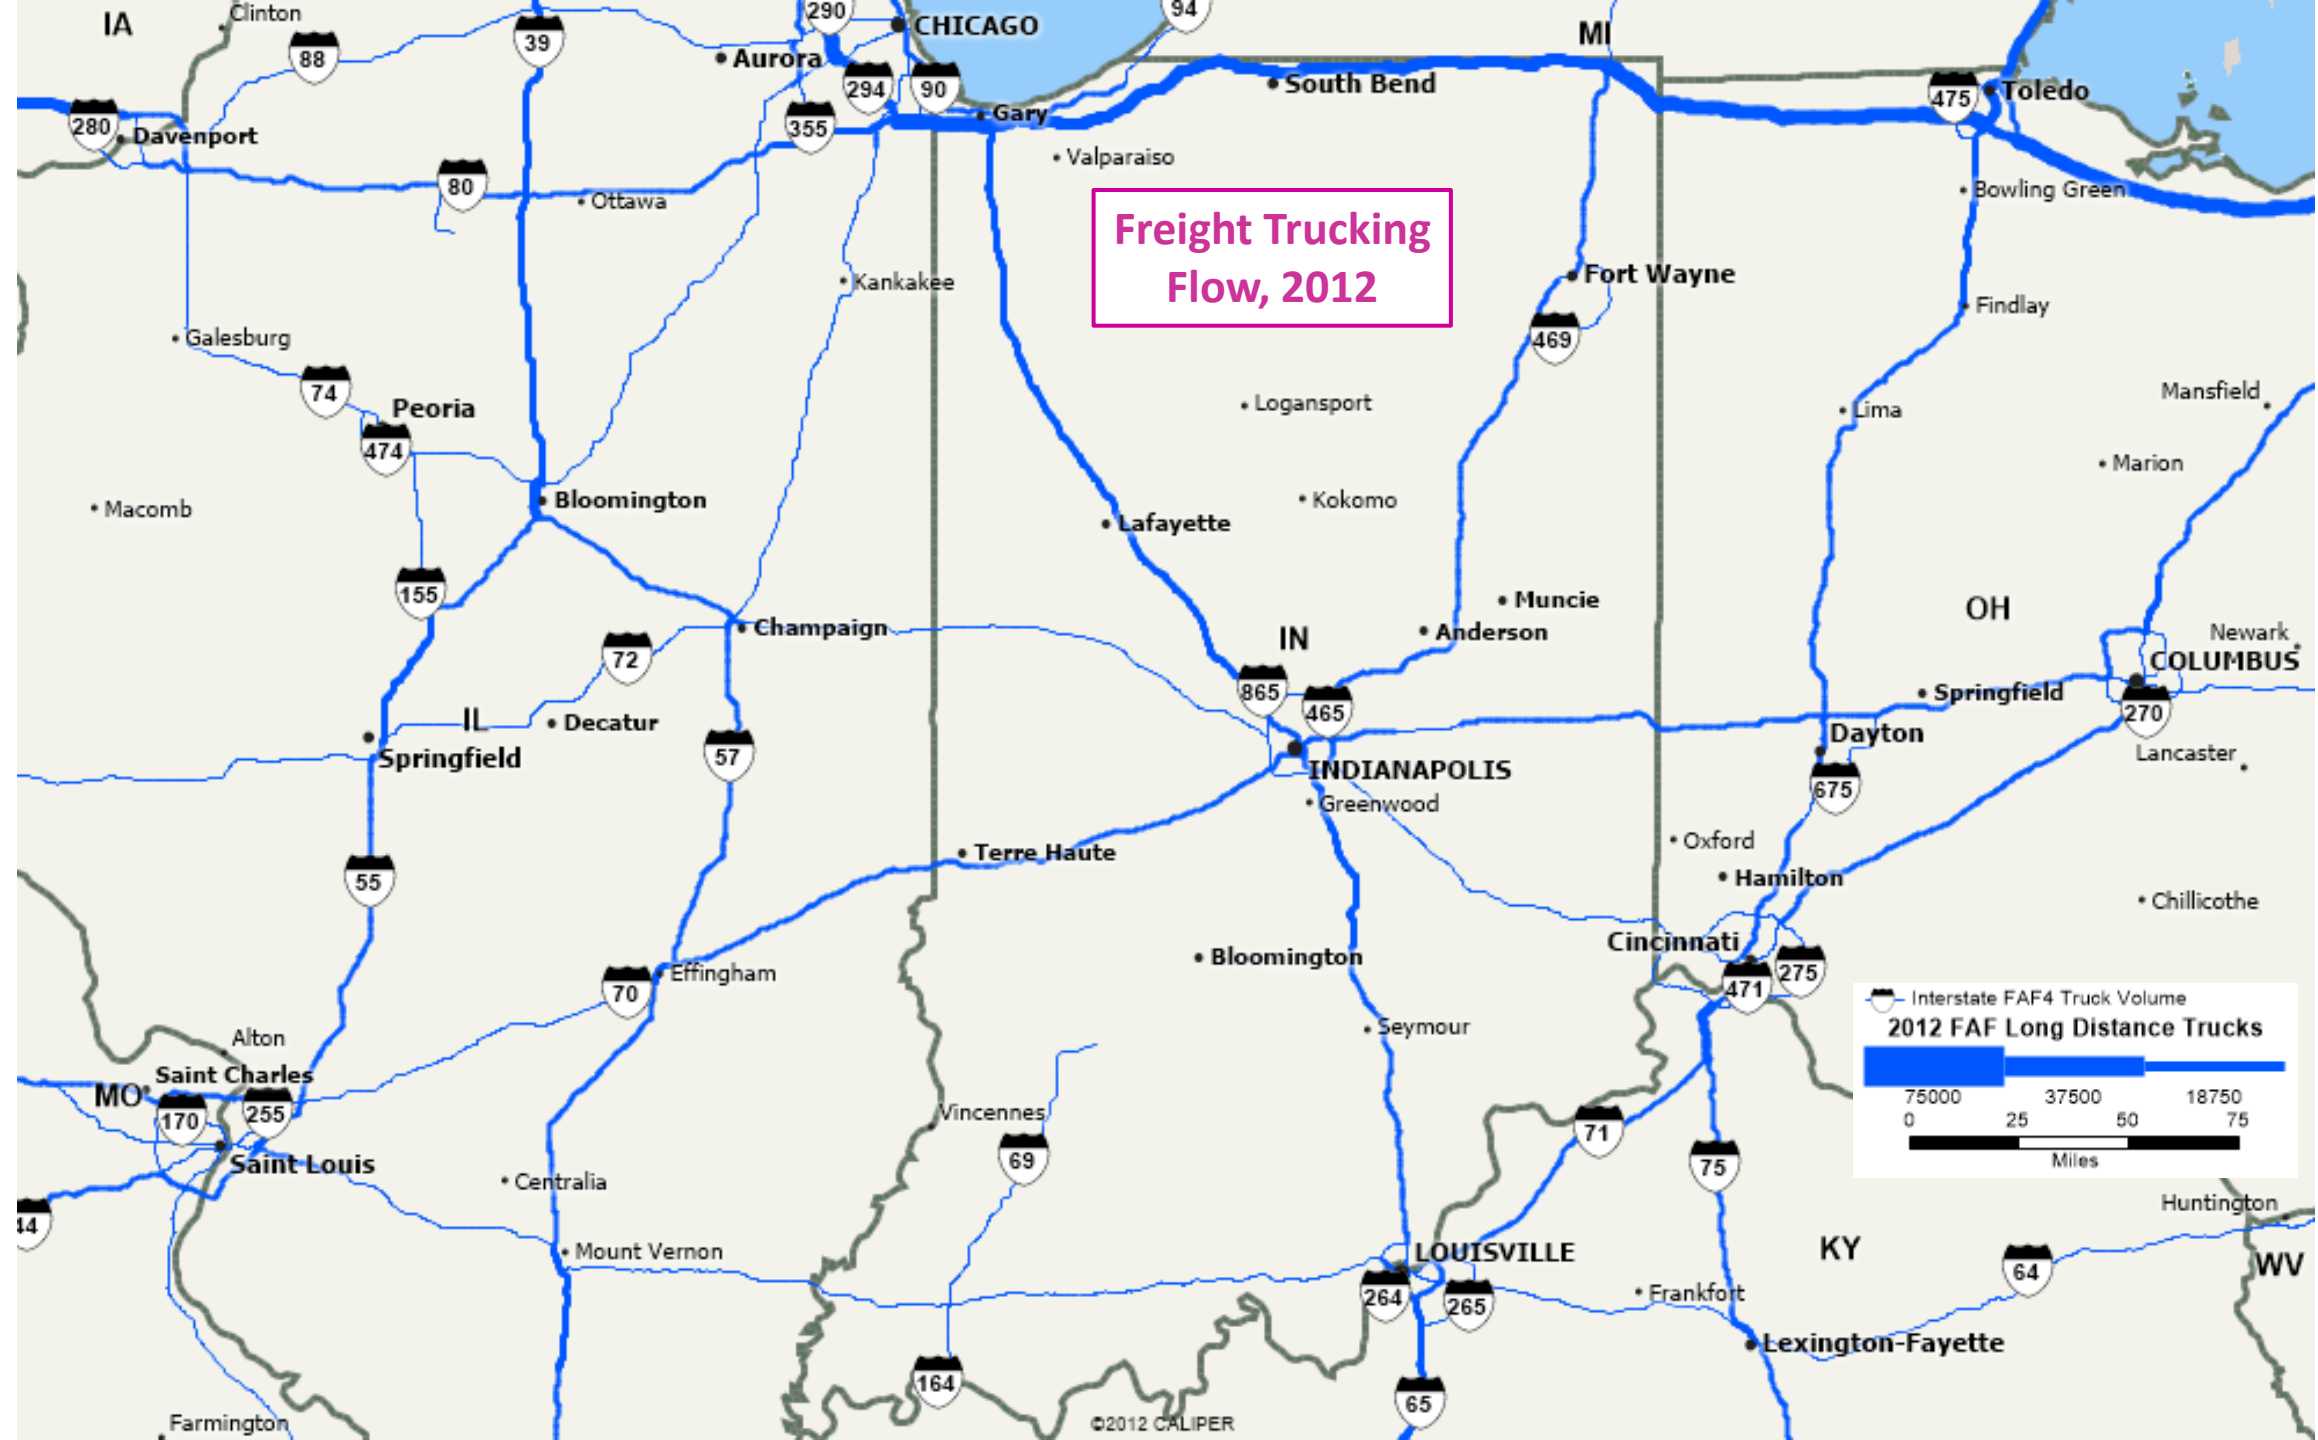 IA
Clinton
290
CHICAGO
94
MI
88
39
Aurora
294
90
South Bend
475
Toledo
280
Davenport
355
Gary
Valparaiso
80
Ottawa
Bowling Green
Freight Trucking
Flow, 2012
Kankakee
Fort Wayne
Findlay
Galesburg
469
74
Peoria
Logansport
Mansfield
Lima
474
Marion
Macomb
Bloomington
Kokomo
Lafayette
155
Muncie
OH
Champaign
IN
Anderson
Newark
72
COLUMBUS
865
465
Springfield
IL
Decatur
270
Springfield
57
Dayton
INDIANAPOLIS
Lancaster
675
Greenwood
Oxford
Terre Haute
55
Hamilton
Chillicothe
Cincinnati
Bloomington
Effingham
70
471
275
Interstate FAF4 Truck Volume
2012 FAF Long Distance Trucks
75000 37500 18750
0 25 50 75
Miles
Seymour
Alton
Saint Charles
MO
170
255
Vincennes
71
Saint Louis
69
75
Centralia
44
Huntington
Mount Vernon
LOUISVILLE
KY
64
WV
264
265
Frankfort
Lexington-Fayette
164
65
Farmington
©2012 CALIPER